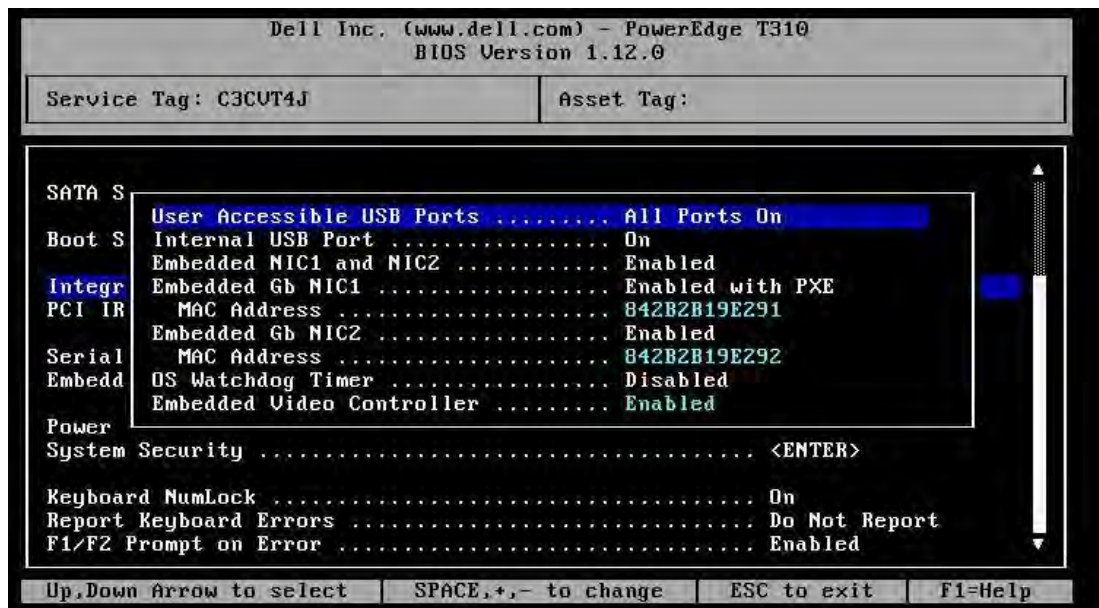 Dell Inc. (www.dell.com) - PowerEdge T310
BIOS Version 1.12.0
Service Tag: C3CVT4J
Asset Tag:
SATA S
User Accessible USB Ports ......... All Ports On
Boot S
Internal USB Port ................. On
Embedded NIC1 and NIC2 ............ Enabled
Integr
Embedded Gb NIC1 .................. Enabled with PXE
PCI IR
MAC Address ..................... 842B2B19E291
Embedded Gb NIC2 .................. Enabled
Serial
MAC Address ..................... 842B2B19E292
Embedd
OS Watchdog Timer ................. Disabled
Embedded Video Controller ......... Enabled
Power
System Security ...................................... <ENTER>
Keyboard NumLock ..................................... On
Report Keyboard Errors ............................... Do Not Report
F1/F2 Prompt on Error ................................ Enabled
Up,Down Arrow to select
SPACE,+,- to change
ESC to exit
F1=Help